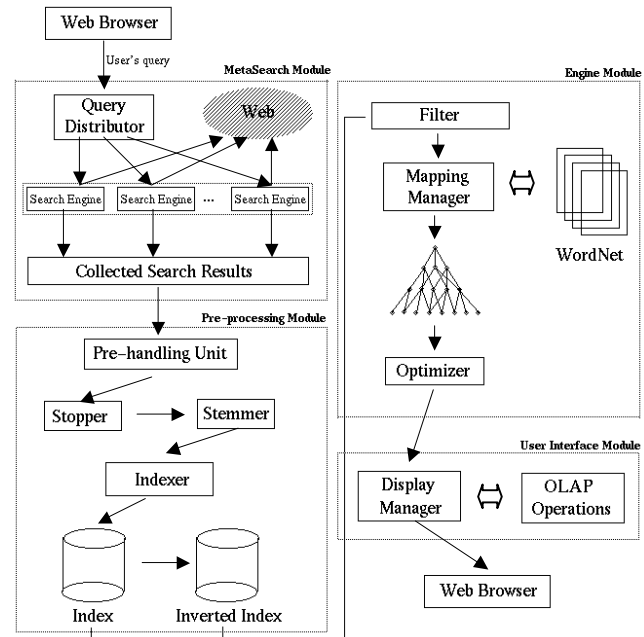 Web Browser
User's query
MetaSearch Module
Query
Distributor
Web
Search Engine
Search Engine
...
Search Engine
Collected Search Results
Pre-processing Module
Pre-handling Unit
Stopper
Stemmer
Indexer
Index
Inverted Index
Engine Module
Filter
Mapping
Manager
WordNet
Optimizer
User Interface Module
Display
Manager
OLAP
Operations
Web Browser